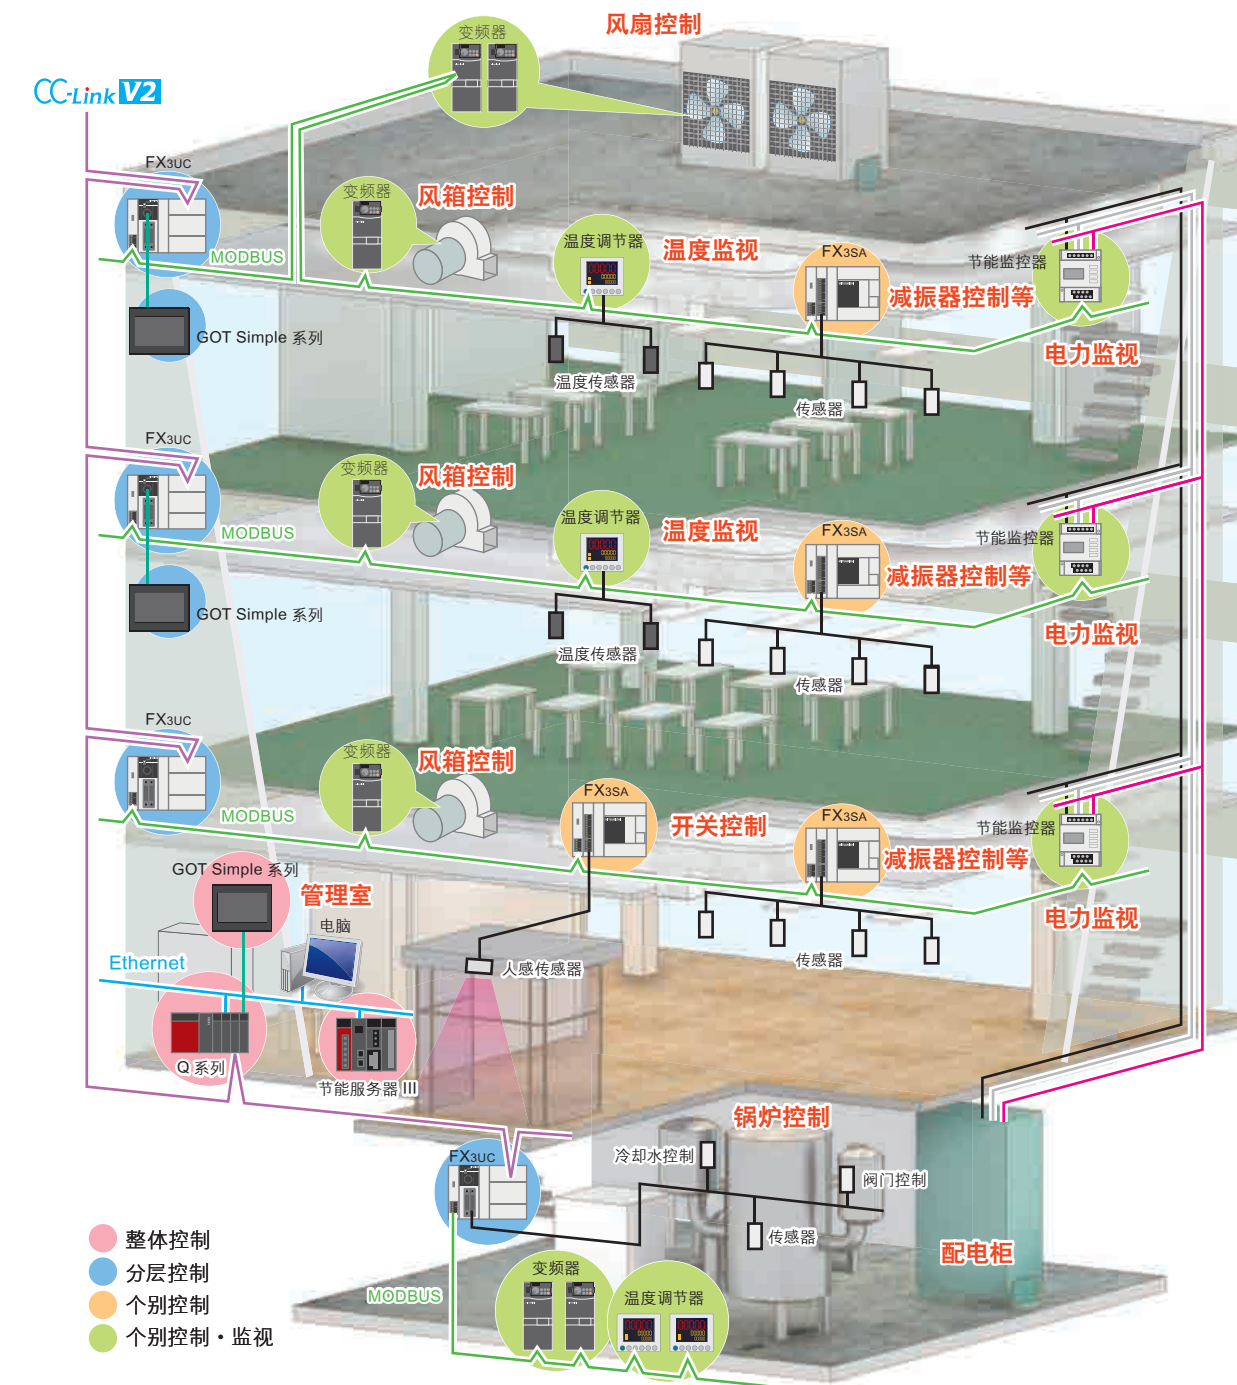 变频器
风扇控制
CC-Link V2
FX3UC
变频器
风箱控制
温度调节器
温度监视
FX3SA
节能监控器
MODBUS
减振器控制等
GOT Simple 系列
电力监视
温度传感器
传感器
FX3UC
变频器
风箱控制
温度调节器
温度监视
FX3SA
节能监控器
MODBUS
减振器控制等
GOT Simple 系列
电力监视
温度传感器
传感器
FX3UC
变频器
风箱控制
FX3SA
开关控制
FX3SA
节能监控器
MODBUS
减振器控制等
GOT Simple 系列
管理室
电力监视
电脑
传感器
Ethernet
人感传感器
Q 系列
节能服务器 III
锅炉控制
FX3UC
冷却水控制
阀门控制
传感器
配电柜
整体控制
分层控制
个别控制
个别控制・监视
变频器
MODBUS
温度调节器